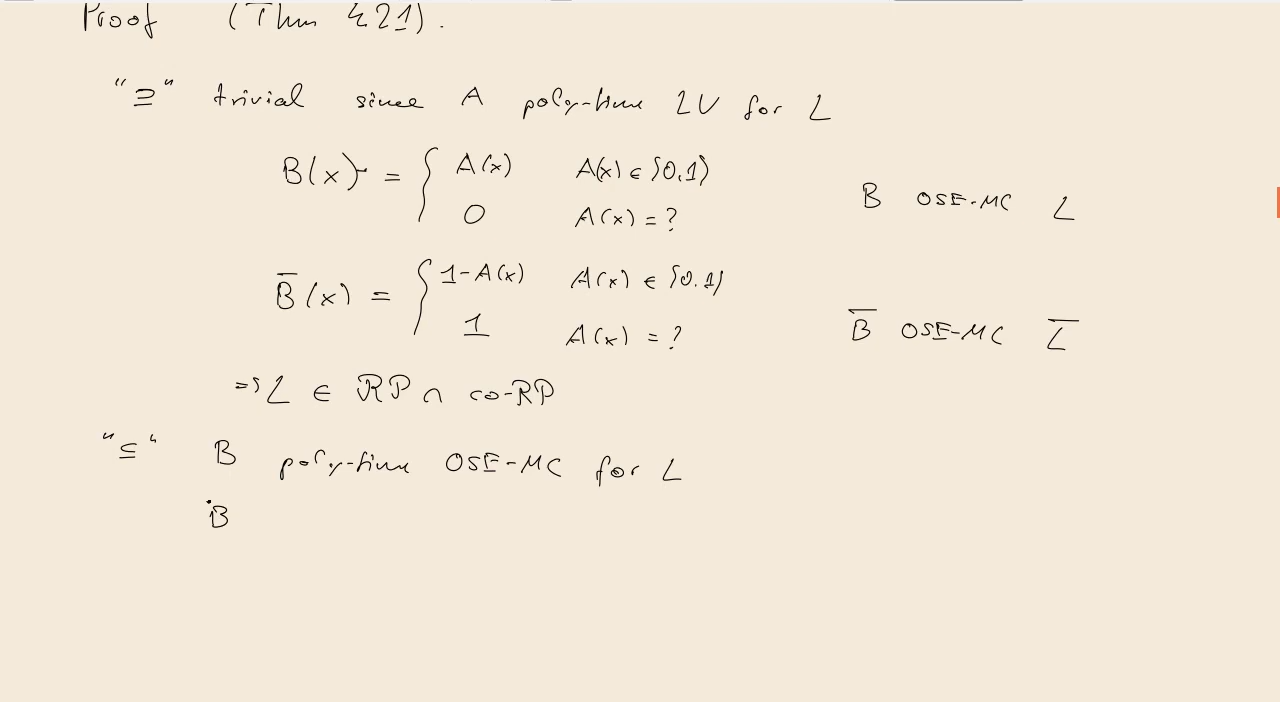 Proof (Thm 4.21).
"⊇" trivial since A poly-time LV for L
B(x) = { A(x)   A(x) ∈ {0,1}
0   A(x) = ?
B OSE-MC L
B̅(x) = { 1-A(x)   A(x) ∈ {0,1}
1   A(x) = ?
B̅ OSE-MC L̅
=> L ∈ RP ∩ co-RP
"⊆" B poly-time OSE-MC for L
B